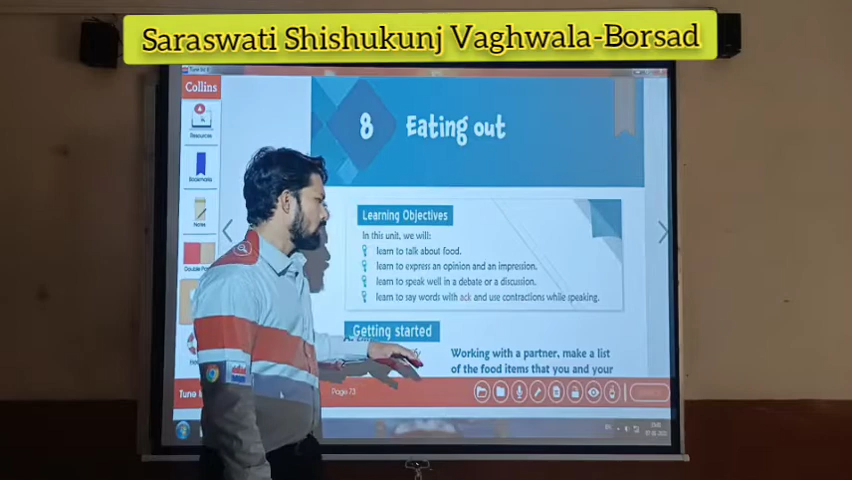 Saraswati Shishukunj Vaghwala-Borsad
Collins
Resources
Bookmarks
Notes
8 Eating out
Learning Objectives
In this unit, we will:
learn to talk about food.
learn to express an opinion and an impression.
learn to speak well in a debate or a discussion.
learn to say words with ack and use contractions while speaking.
Getting started
Working with a partner, make a list
of the food items that you and your
Page 73